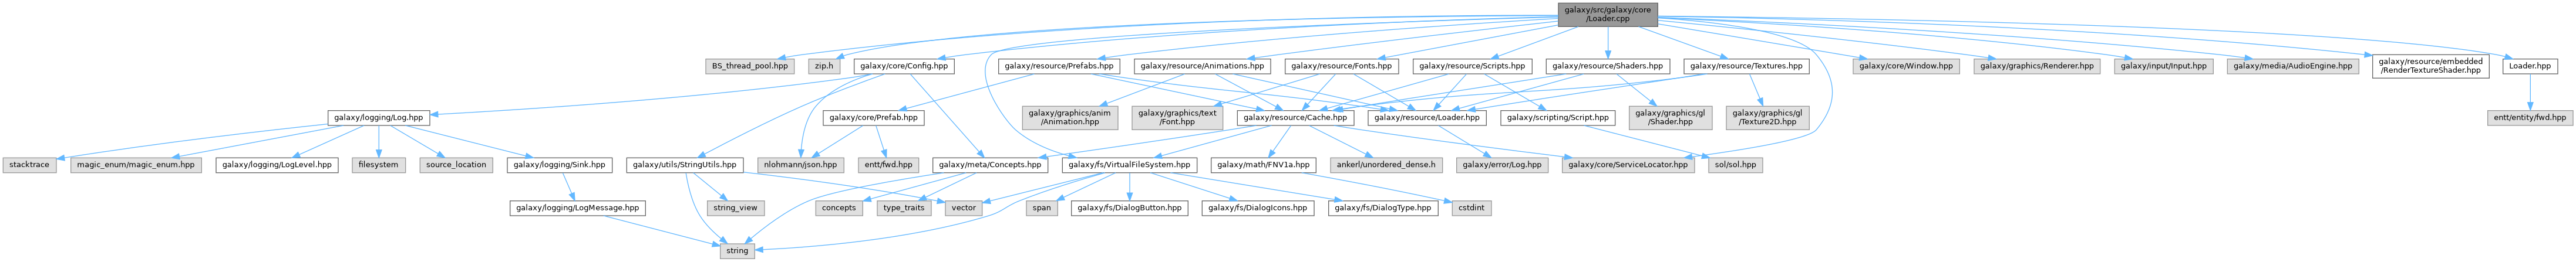 galaxy/src/galaxy/core
/Loader.cpp
BS_thread_pool.hpp
zip.h
galaxy/core/Config.hpp
galaxy/resource/Prefabs.hpp
galaxy/resource/Animations.hpp
galaxy/resource/Fonts.hpp
galaxy/resource/Scripts.hpp
galaxy/resource/Shaders.hpp
galaxy/resource/Textures.hpp
galaxy/core/Window.hpp
galaxy/graphics/Renderer.hpp
galaxy/input/Input.hpp
galaxy/media/AudioEngine.hpp
galaxy/resource/embedded
/RenderTextureShader.hpp
Loader.hpp
galaxy/logging/Log.hpp
galaxy/core/Prefab.hpp
galaxy/graphics/anim
/Animation.hpp
galaxy/graphics/text
/Font.hpp
galaxy/resource/Cache.hpp
galaxy/resource/Loader.hpp
galaxy/scripting/Script.hpp
galaxy/graphics/gl
/Shader.hpp
galaxy/graphics/gl
/Texture2D.hpp
entt/entity/fwd.hpp
stacktrace
magic_enum/magic_enum.hpp
galaxy/logging/LogLevel.hpp
filesystem
source_location
galaxy/logging/Sink.hpp
galaxy/utils/StringUtils.hpp
nlohmann/json.hpp
entt/fwd.hpp
galaxy/meta/Concepts.hpp
galaxy/fs/VirtualFileSystem.hpp
galaxy/math/FNV1a.hpp
ankerl/unordered_dense.h
galaxy/error/Log.hpp
galaxy/core/ServiceLocator.hpp
sol/sol.hpp
galaxy/logging/LogMessage.hpp
string_view
concepts
type_traits
vector
span
galaxy/fs/DialogButton.hpp
galaxy/fs/DialogIcons.hpp
galaxy/fs/DialogType.hpp
cstdint
string